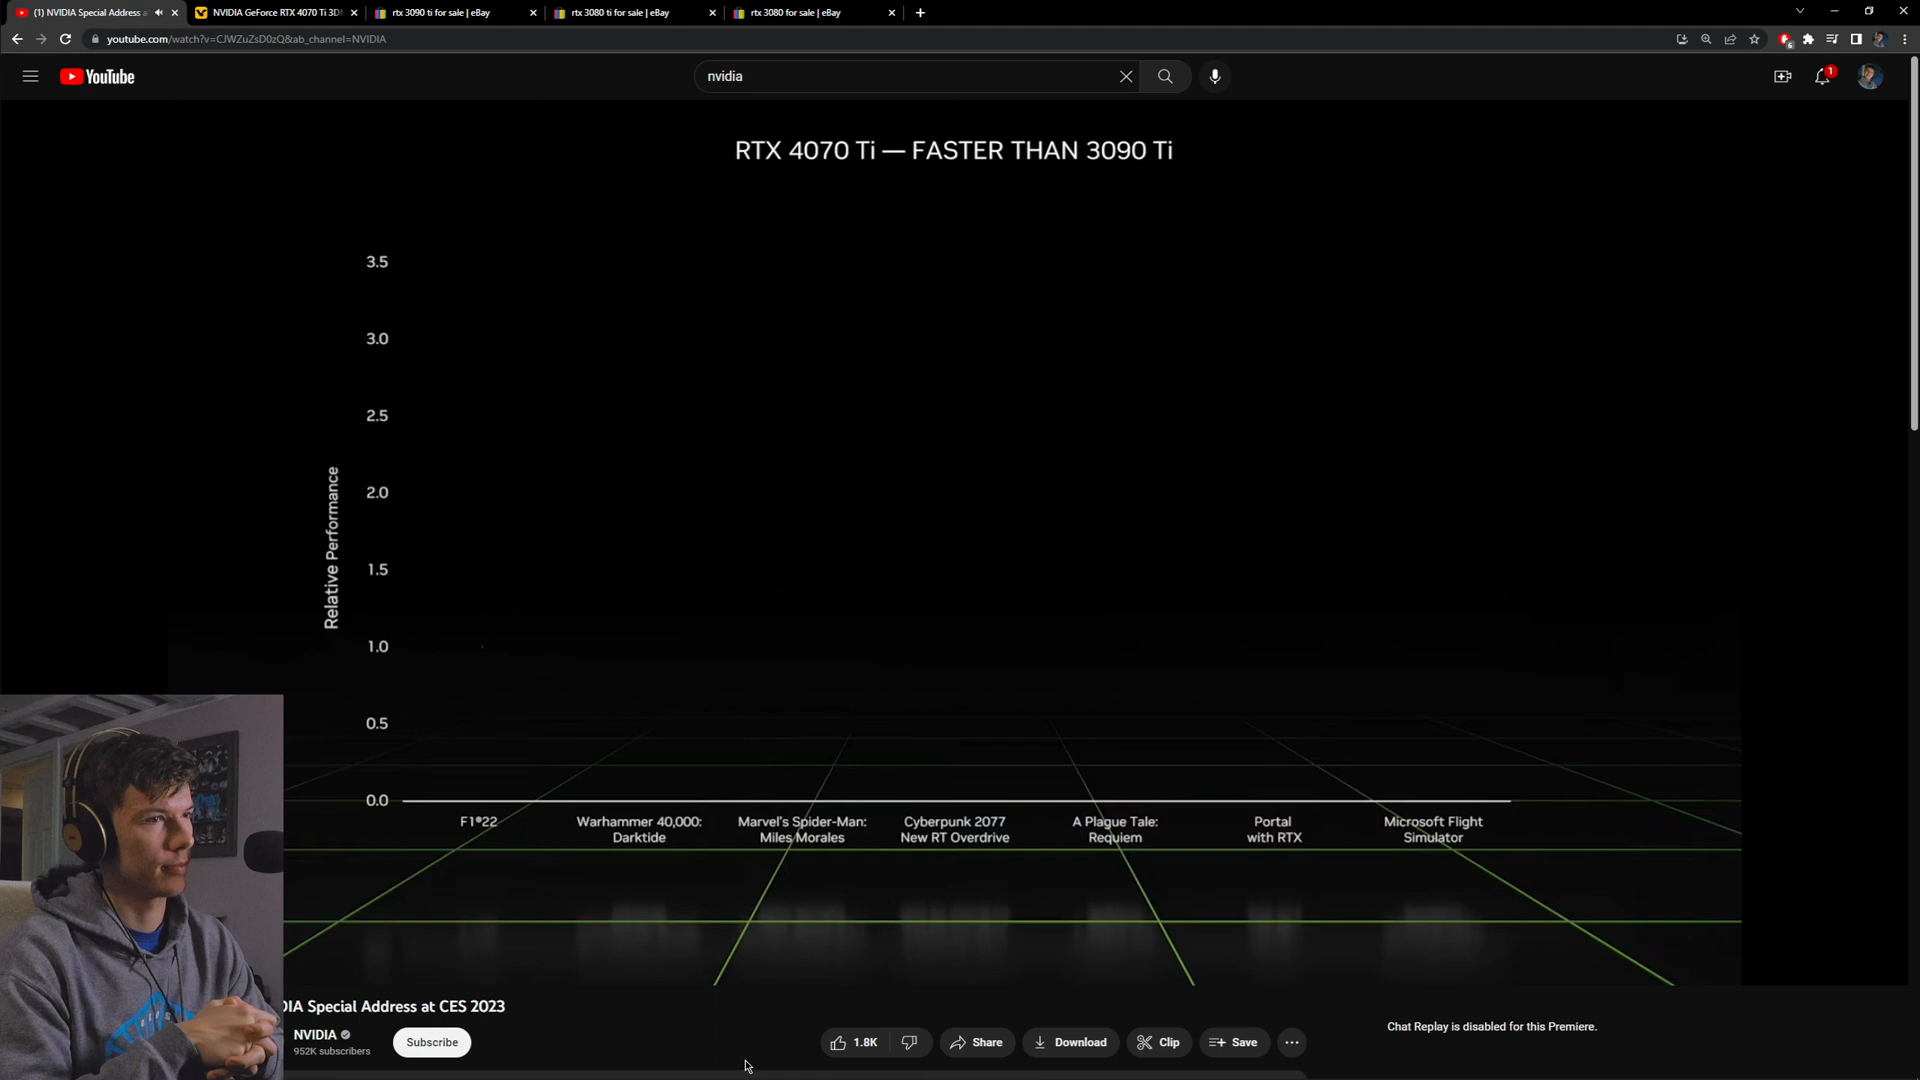 (1) NVIDIA Special Address a
NVIDIA GeForce RTX 4070 Ti 3DM
rtx 3090 ti for sale | eBay
rtx 3080 ti for sale | eBay
rtx 3080 for sale | eBay
youtube.com/watch?v=CJWZuZsD0zQ&ab_channel=NVIDIA
6
YouTube
nvidia
1
RTX 4070 Ti — FASTER THAN 3090 Ti
3.5
3.0
2.5
2.0
1.5
1.0
0.5
0.0
Relative Performance
F1®22
Warhammer 40,000:
Darktide
Marvel's Spider-Man:
Miles Morales
Cyberpunk 2077
New RT Overdrive
A Plague Tale:
Requiem
Portal
with RTX
Microsoft Flight
Simulator
DIA Special Address at CES 2023
NVIDIA
952K subscribers
Subscribe
1.8K
Share
Download
Clip
Save
Chat Replay is disabled for this Premiere.